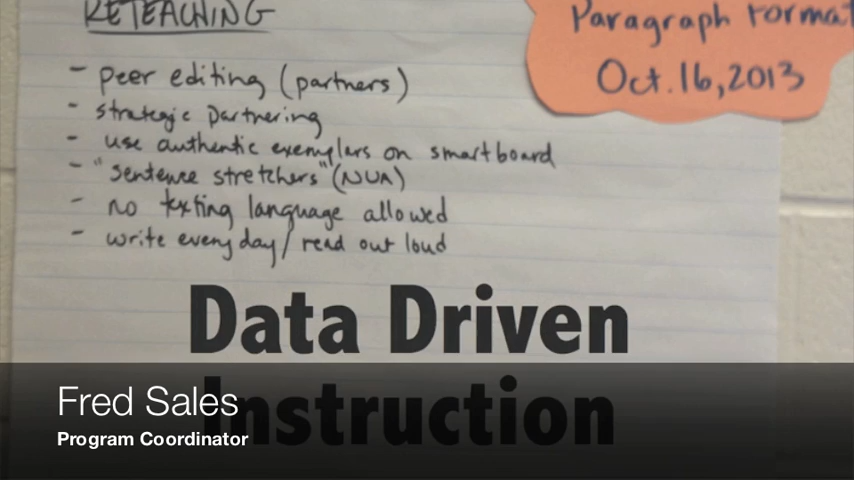 RETEACHING
- peer editing (partners)
- strategic partnering
- use authentic exemplars on smartboard
- "sentence stretchers" (NUA)
- no texting language allowed
- write every day/ read out loud
Paragraph Format
Oct. 16, 2013
Data Driven
Instruction
Fred Sales
Program Coordinator